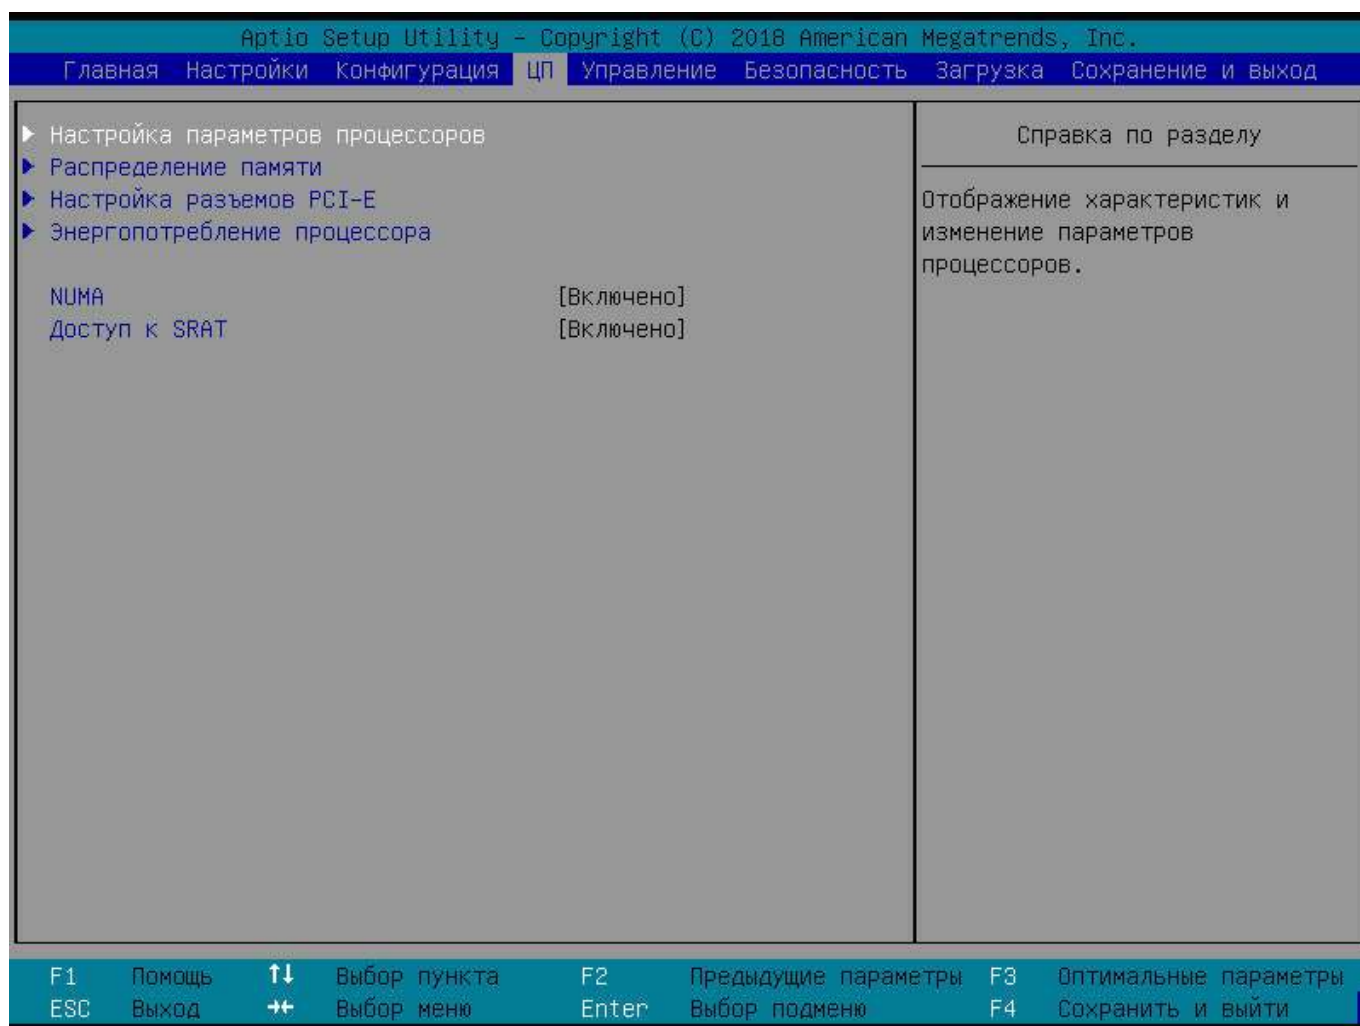 Aptio Setup Utility - Copyright (C) 2018 American Megatrends, Inc.
Главная Настройки Конфигурация ЦП Управление Безопасность Загрузка Сохранение и выход
Настройка параметров процессоров
Распределение памяти
Настройка разъемов PCI-E
Энергопотребление процессора
NUMA [Включено]
Доступ к SRAT [Включено]
Справка по разделу
Отображение характеристик и
изменение параметров
процессоров.
F1 Помощь ↑↓ Выбор пункта F2 Предыдущие параметры F3 Оптимальные параметры
ESC Выход →← Выбор меню Enter Выбор подменю F4 Сохранить и выйти